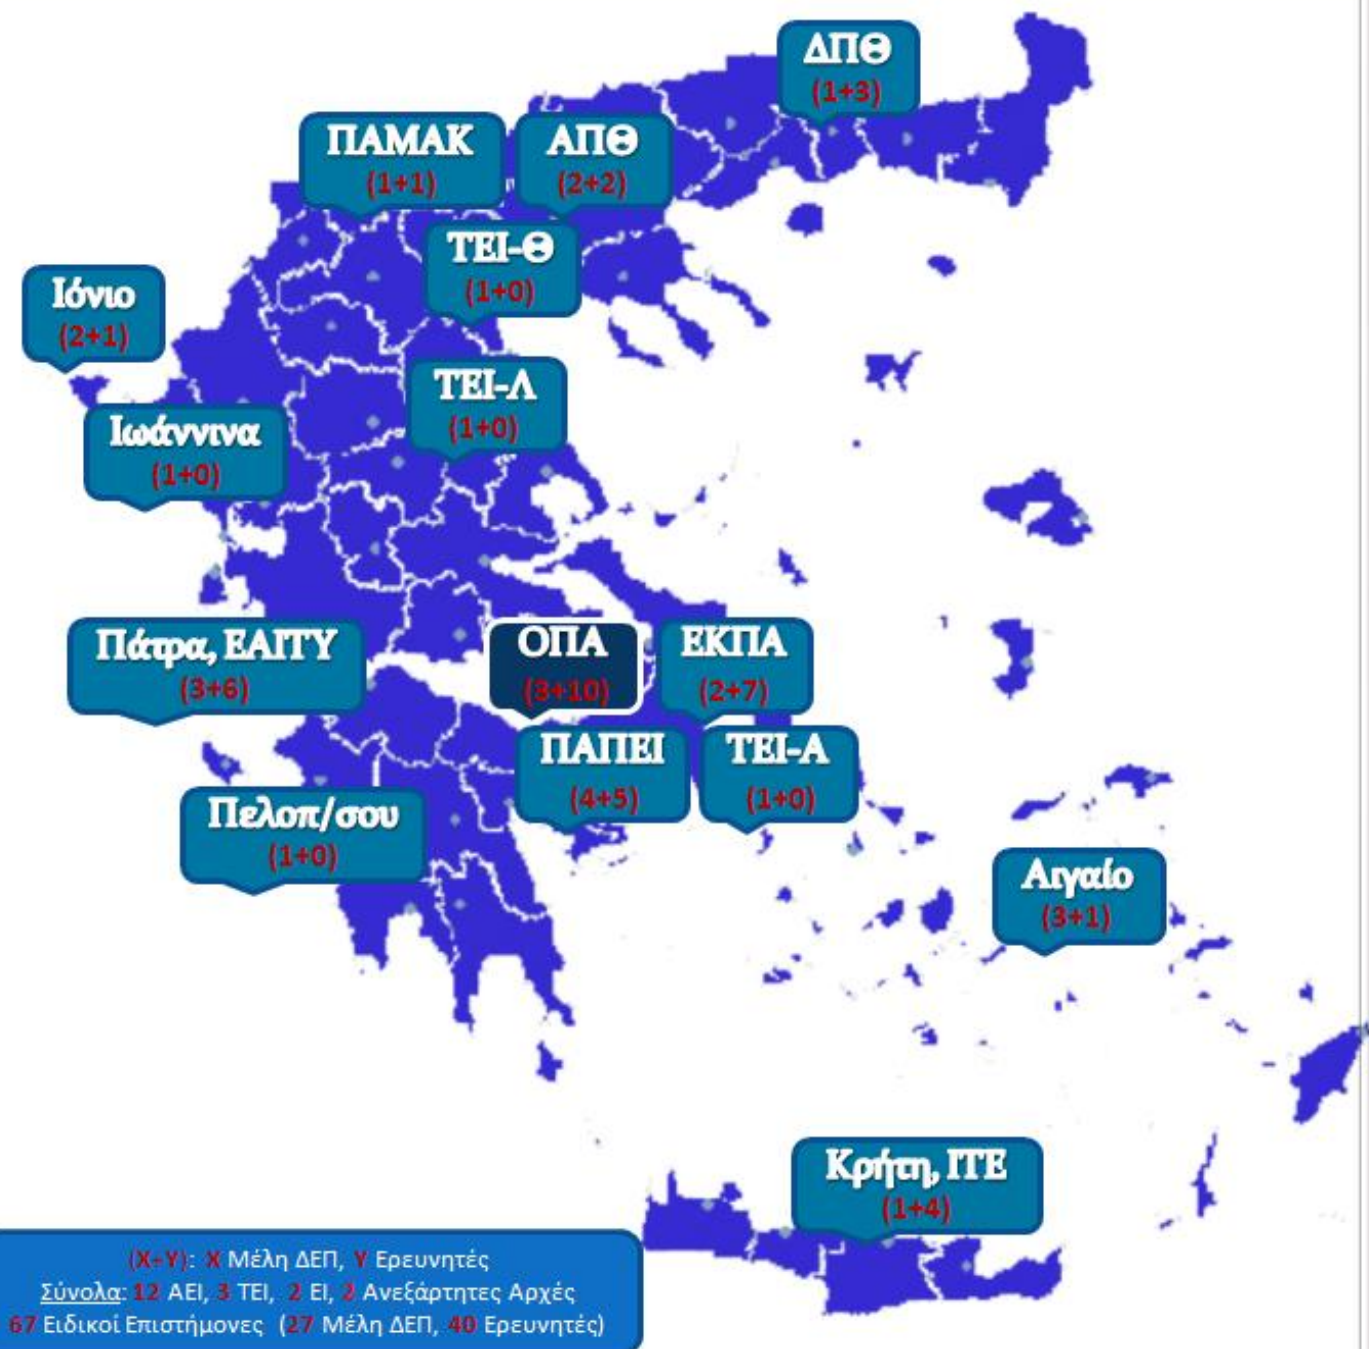 ΔΠΘ
(1+3)
ΠΑΜΑΚ
(1+1)
ΑΠΘ
(2+2)
ΤΕΙ-Θ
(1+0)
Ιόνιο
(2+1)
ΤΕΙ-Λ
(1+0)
Ιωάννινα
(1+0)
Πάτρα, ΕΑΙΤΥ
(3+6)
ΟΠΑ
(3+10)
ΕΚΠΑ
(2+7)
ΠΑΠΕΙ
(4+5)
ΤΕΙ-Α
(1+0)
Πελοπ/σου
(1+0)
Αιγαίο
(3+1)
Κρήτη, ΙΤΕ
(1+4)
(Χ+Υ): Χ Μέλη ΔΕΠ, Υ Ερευνητές
Σύνολα: 12 ΑΕΙ, 3 ΤΕΙ, 2 ΕΙ, 2 Ανεξάρτητες Αρχές
67 Ειδικοί Επιστήμονες (27 Μέλη ΔΕΠ, 40 Ερευνητές)